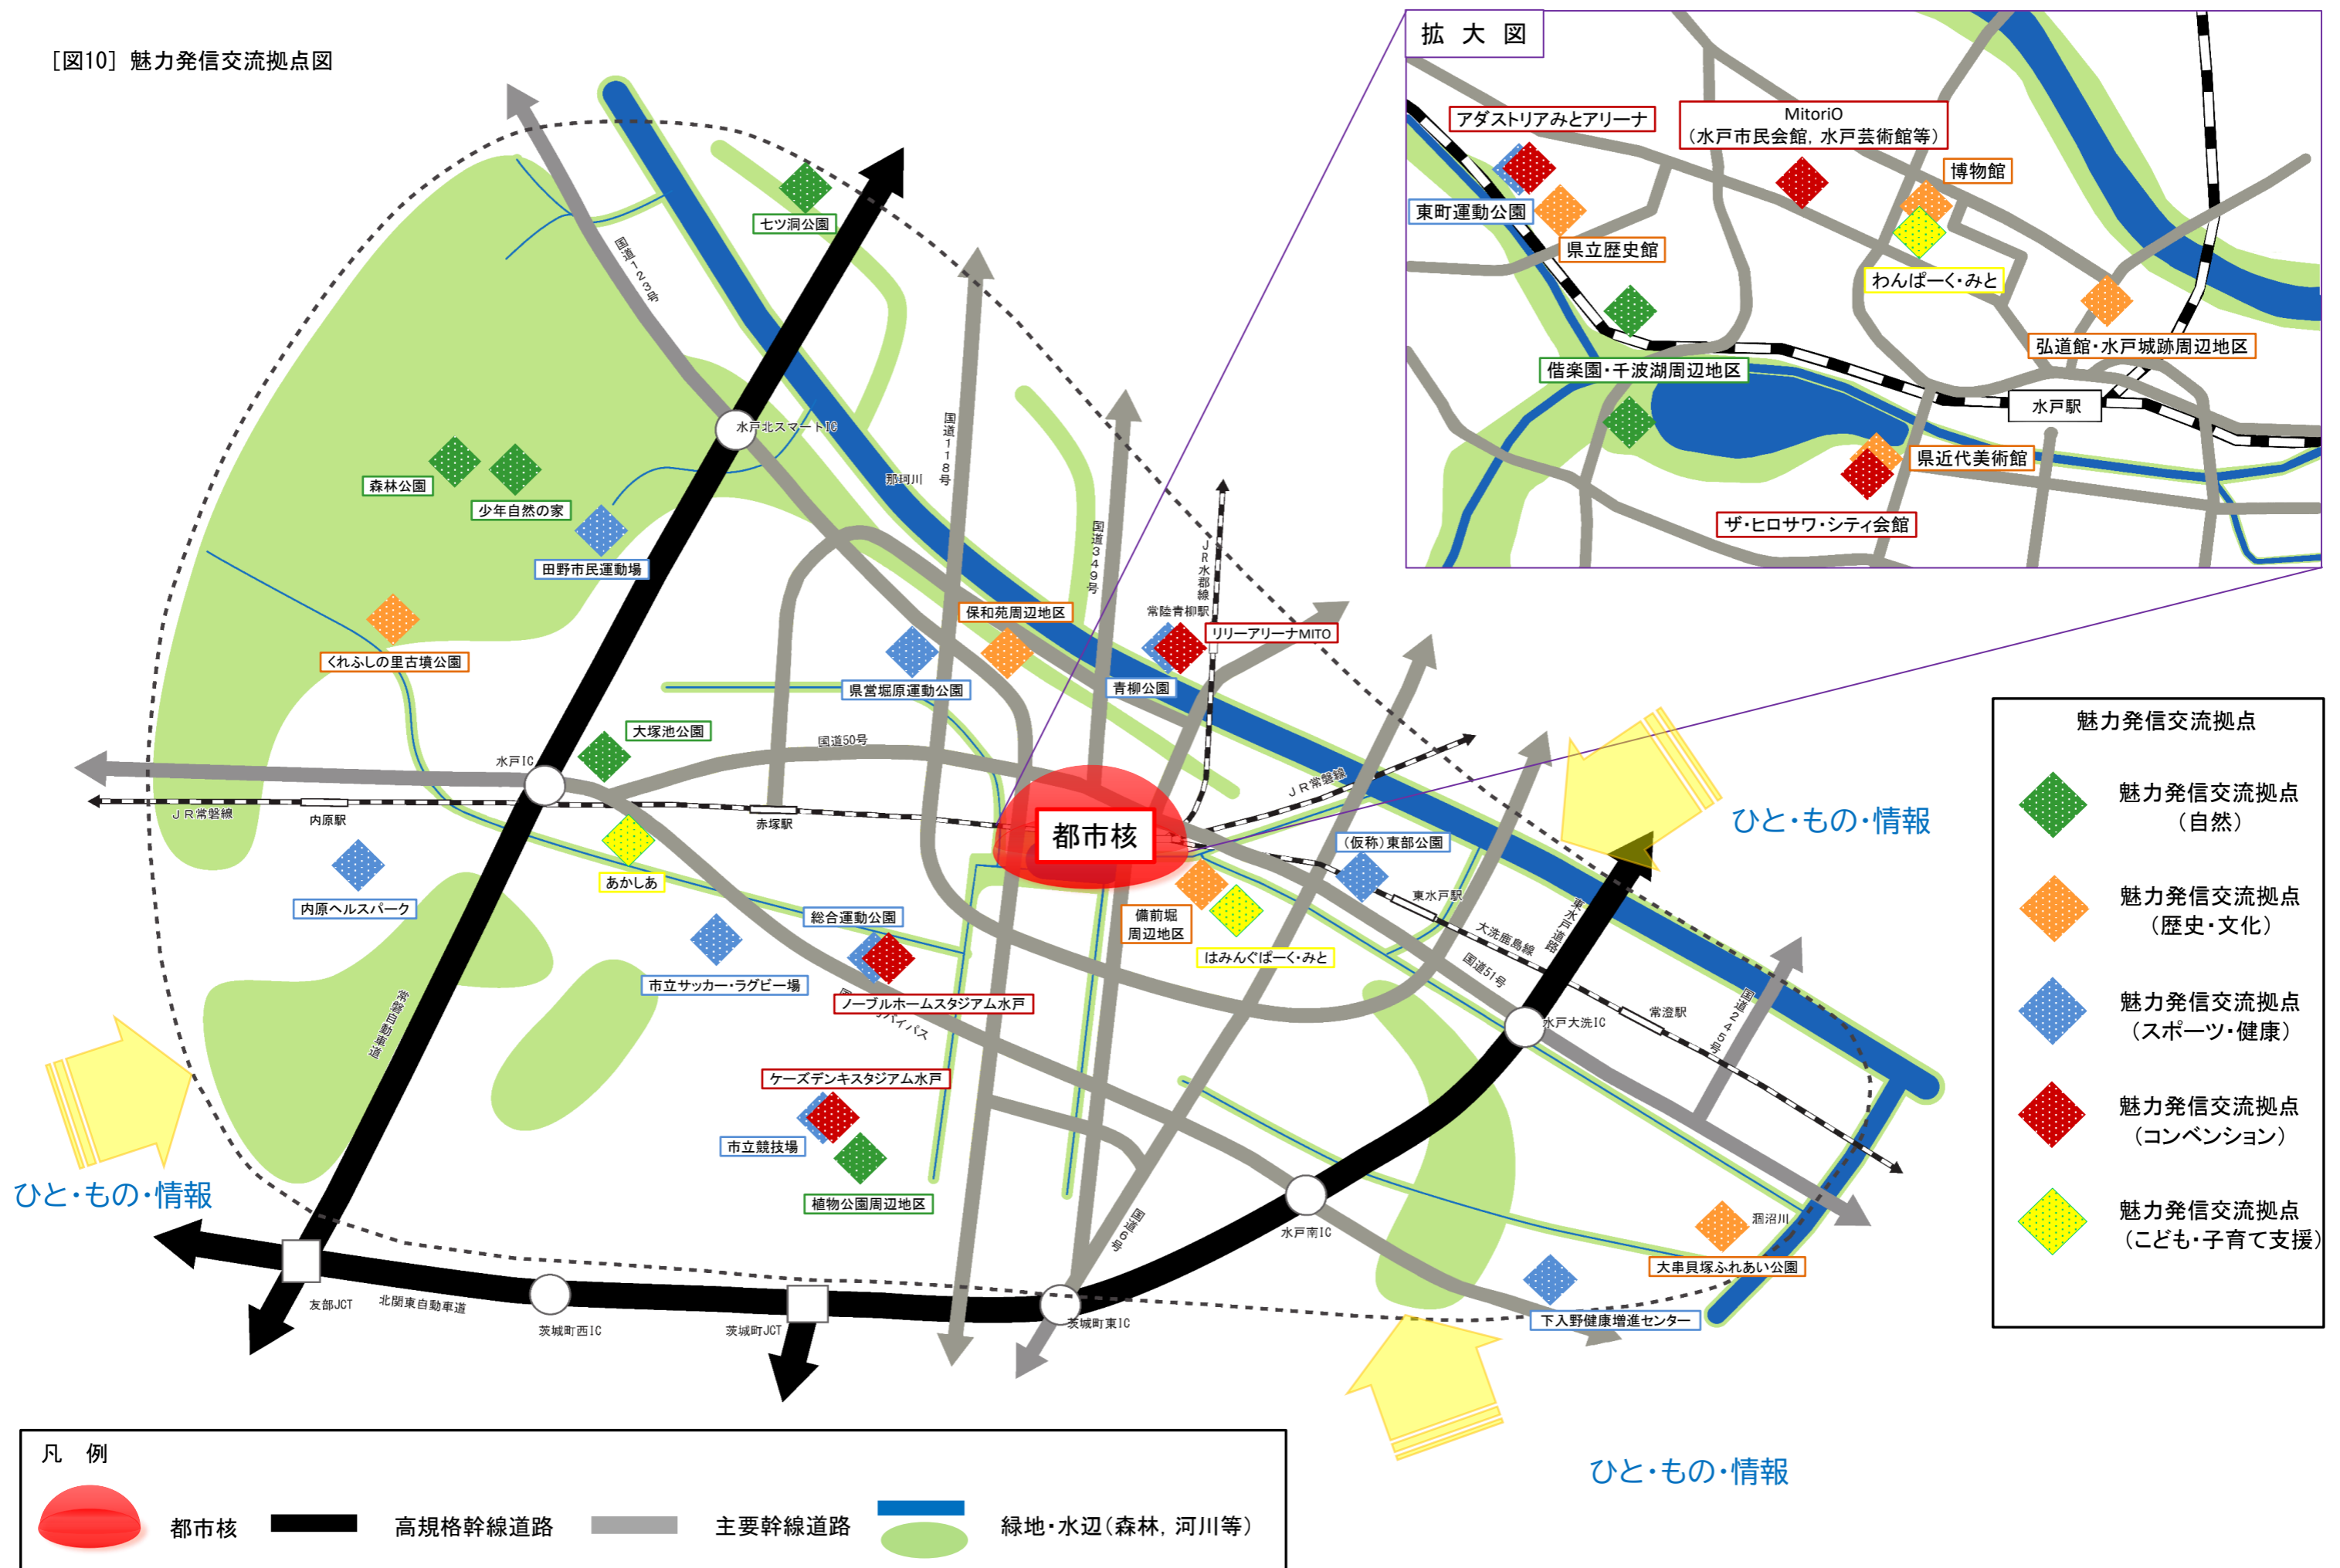 ［図10］ 魅力発信交流拠点図
拡 大 図
アダストリアみとアリーナ
MitoriO
（水戸市民会館，水戸芸術館等）
博物館
東町運動公園
県立歴史館
わんぱーく・みと
弘道館・水戸城跡周辺地区
偕楽園・千波湖周辺地区
水戸駅
県近代美術館
ザ・ヒロサワ・シティ会館
七ツ洞公園
国道123号
水戸北スマートIC
国道118号
那珂川
森林公園
少年自然の家
田野市民運動場
国道349号
JR水郡線
常陸青柳駅
保和苑周辺地区
リリーアリーナMITO
くれふしの里古墳公園
県営堀原運動公園
青柳公園
大塚池公園
国道50号
水戸IC
JR常磐線
内原駅
赤塚駅
都市核
JR常磐線
（仮称）東部公園
ひと・もの・情報
あかしあ
内原ヘルスパーク
総合運動公園
備前堀
周辺地区
東水戸駅
東水戸道路
大洗鹿島線
はみんぐぱーく・みと
国道51号
市立サッカー・ラグビー場
ノーブルホームスタジアム水戸
バイパス
常磐自動車道
水戸大洗IC
常澄駅
国道245号
ケーズデンキスタジアム水戸
市立競技場
植物公園周辺地区
ひと・もの・情報
国道6号
水戸南IC
涸沼川
大串貝塚ふれあい公園
下入野健康増進センター
友部JCT
北関東自動車道
茨城町西IC
茨城町JCT
茨城町東IC
ひと・もの・情報
魅力発信交流拠点
魅力発信交流拠点
（自然）
魅力発信交流拠点
（歴史・文化）
魅力発信交流拠点
（スポーツ・健康）
魅力発信交流拠点
（コンベンション）
魅力発信交流拠点
（こども・子育て支援）
凡 例
都市核
高規格幹線道路
主要幹線道路
緑地・水辺（森林，河川等）